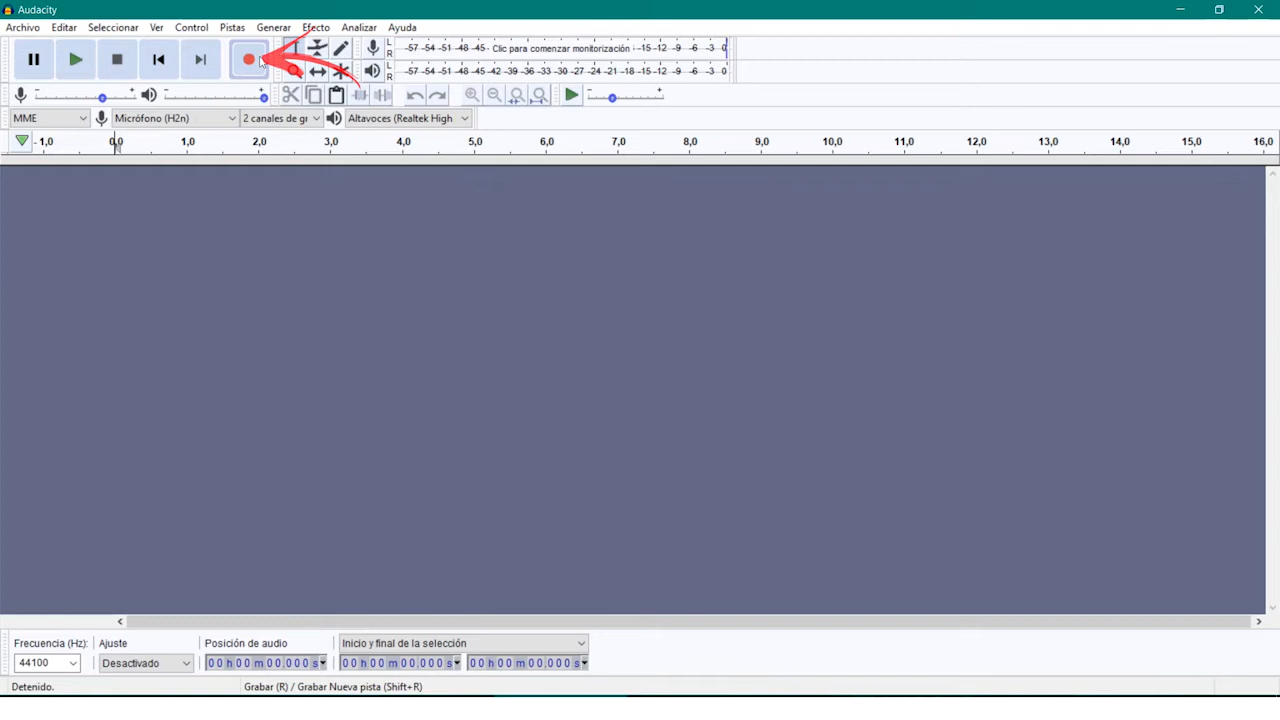 Audacity
Archivo Editar Seleccionar Ver Control Pistas Generar Efecto Analizar Ayuda
L R -57 -54 -51 -48 -45 - Clic para comenzar monitorización -15 -12 -9 -6 -3 0
L R -57 -54 -51 -48 -45 -42 -39 -36 -33 -30 -27 -24 -21 -18 -15 -12 -9 -6 -3 0
- + - + - +
MME Micrófono (H2n) 2 canales de gr Altavoces (Realtek High
- 1,0 0,0 1,0 2,0 3,0 4,0 5,0 6,0 7,0 8,0 9,0 10,0 11,0 12,0 13,0 14,0 15,0 16,0
Frecuencia (Hz): Ajuste Posición de audio Inicio y final de la selección
44100 Desactivado 00 h 00 m 00.000 s 00 h 00 m 00.000 s 00 h 00 m 00.000 s
Detenido. Grabar (R) / Grabar Nueva pista (Shift+R)